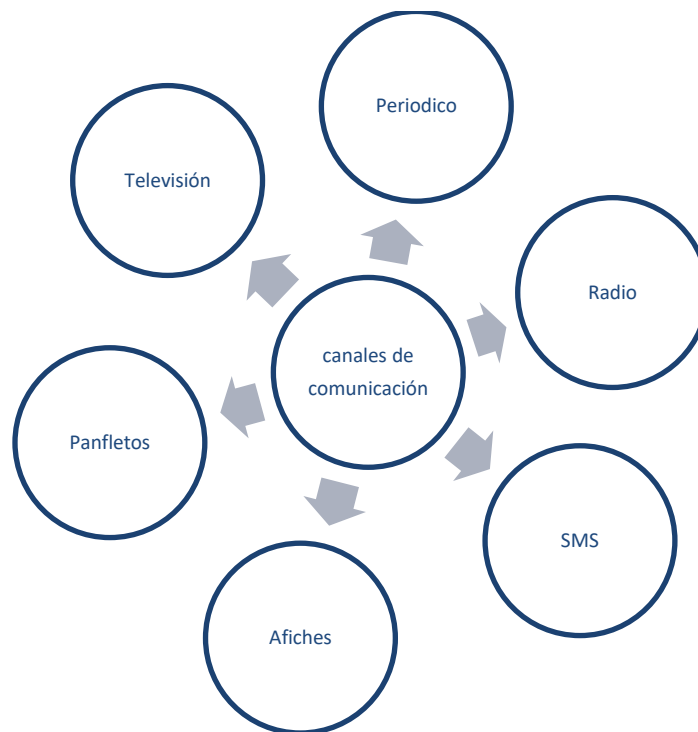 Periodico
Televisión
Radio
canales de
comunicación
Panfletos
SMS
Afiches